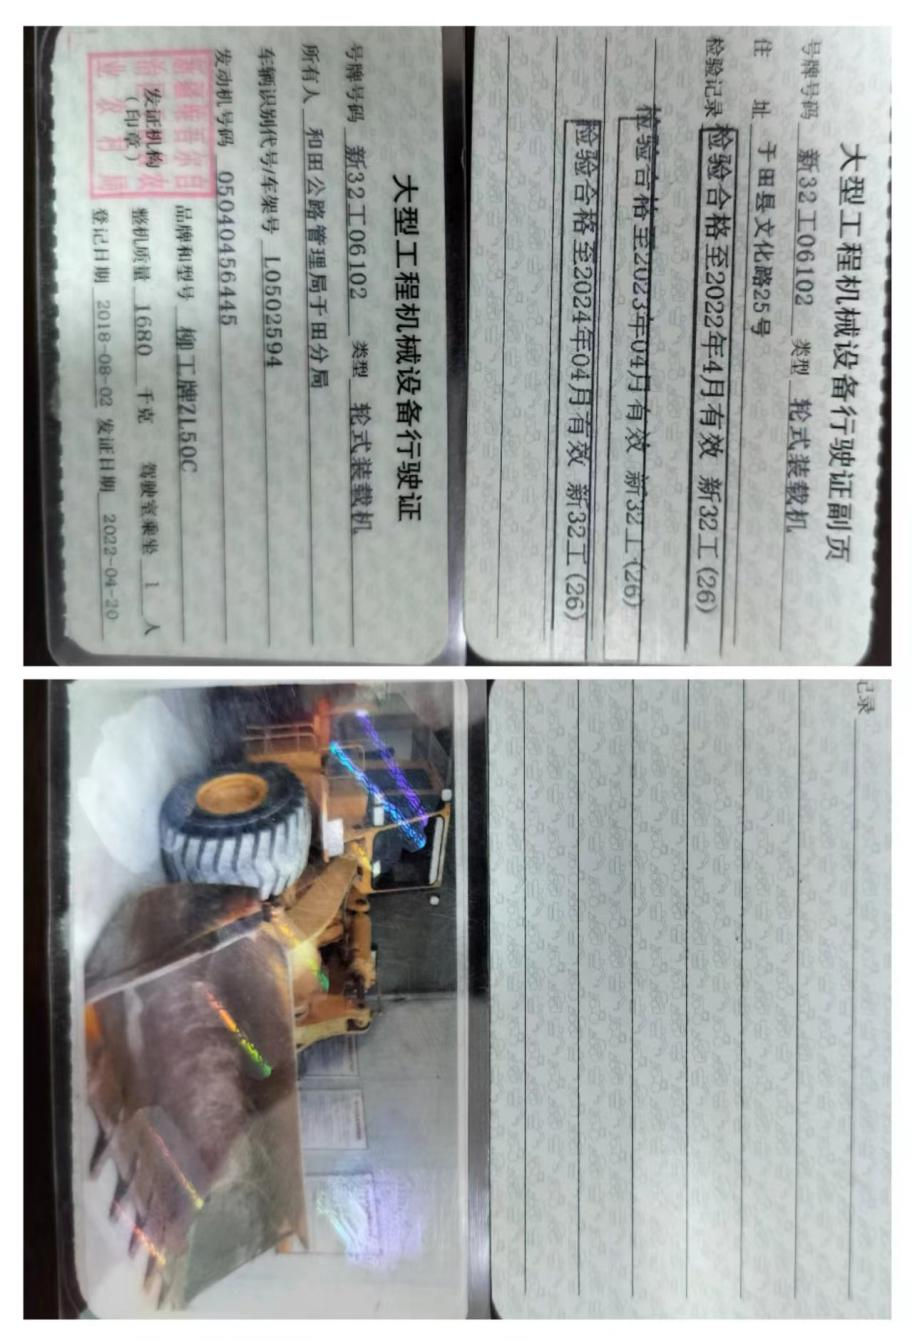 大型工程机械设备行驶证
号牌号码 新32工06102 类型 轮式装载机
所有人 和田公路管理局于田分局
车辆识别代号/车架号 L0502594
发动机号码 05040456445
品牌和型号 柳工牌ZL50C
发证机构
(印章)
整机质量 1680 千克 驾驶室乘坐 1 人
登记日期 2018-08-02 发证日期 2022-04-20
大型工程机械设备行驶证副页
号牌号码 新32工06102 类型 轮式装载机
住 址 于田县文化路25号
检验记录 检验合格至2022年4月有效 新32工(26)
检验合格至2023年04月有效 新32工(26)
检验合格至2024年04月有效 新32工(26)
记录